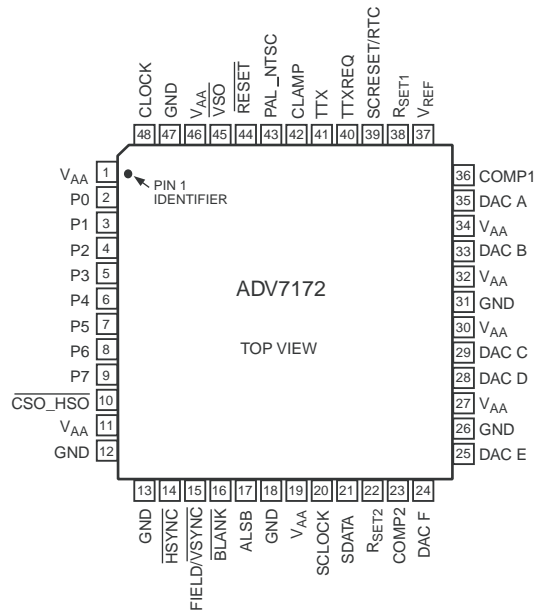 CLOCK
GND
VAA
VSO
RESET
PAL_NTSC
CLAMP
TTX
TTXREQ
SCRESET/RTC
RSET1
VREF
48 47 46 45 44 43 42 41 40 39 38 37
VAA 1
P0 2
P1 3
P2 4
P3 5
P4 6
P5 7
P6 8
P7 9
CSO_HSO 10
VAA 11
GND 12
PIN 1
IDENTIFIER
ADV7172
TOP VIEW
36 COMP1
35 DAC A
34 VAA
33 DAC B
32 VAA
31 GND
30 VAA
29 DAC C
28 DAC D
27 VAA
26 GND
25 DAC E
13 14 15 16 17 18 19 20 21 22 23 24
GND
HSYNC
FIELD/VSYNC
BLANK
ALSB
GND
VAA
SCLOCK
SDATA
RSET2
COMP2
DAC F